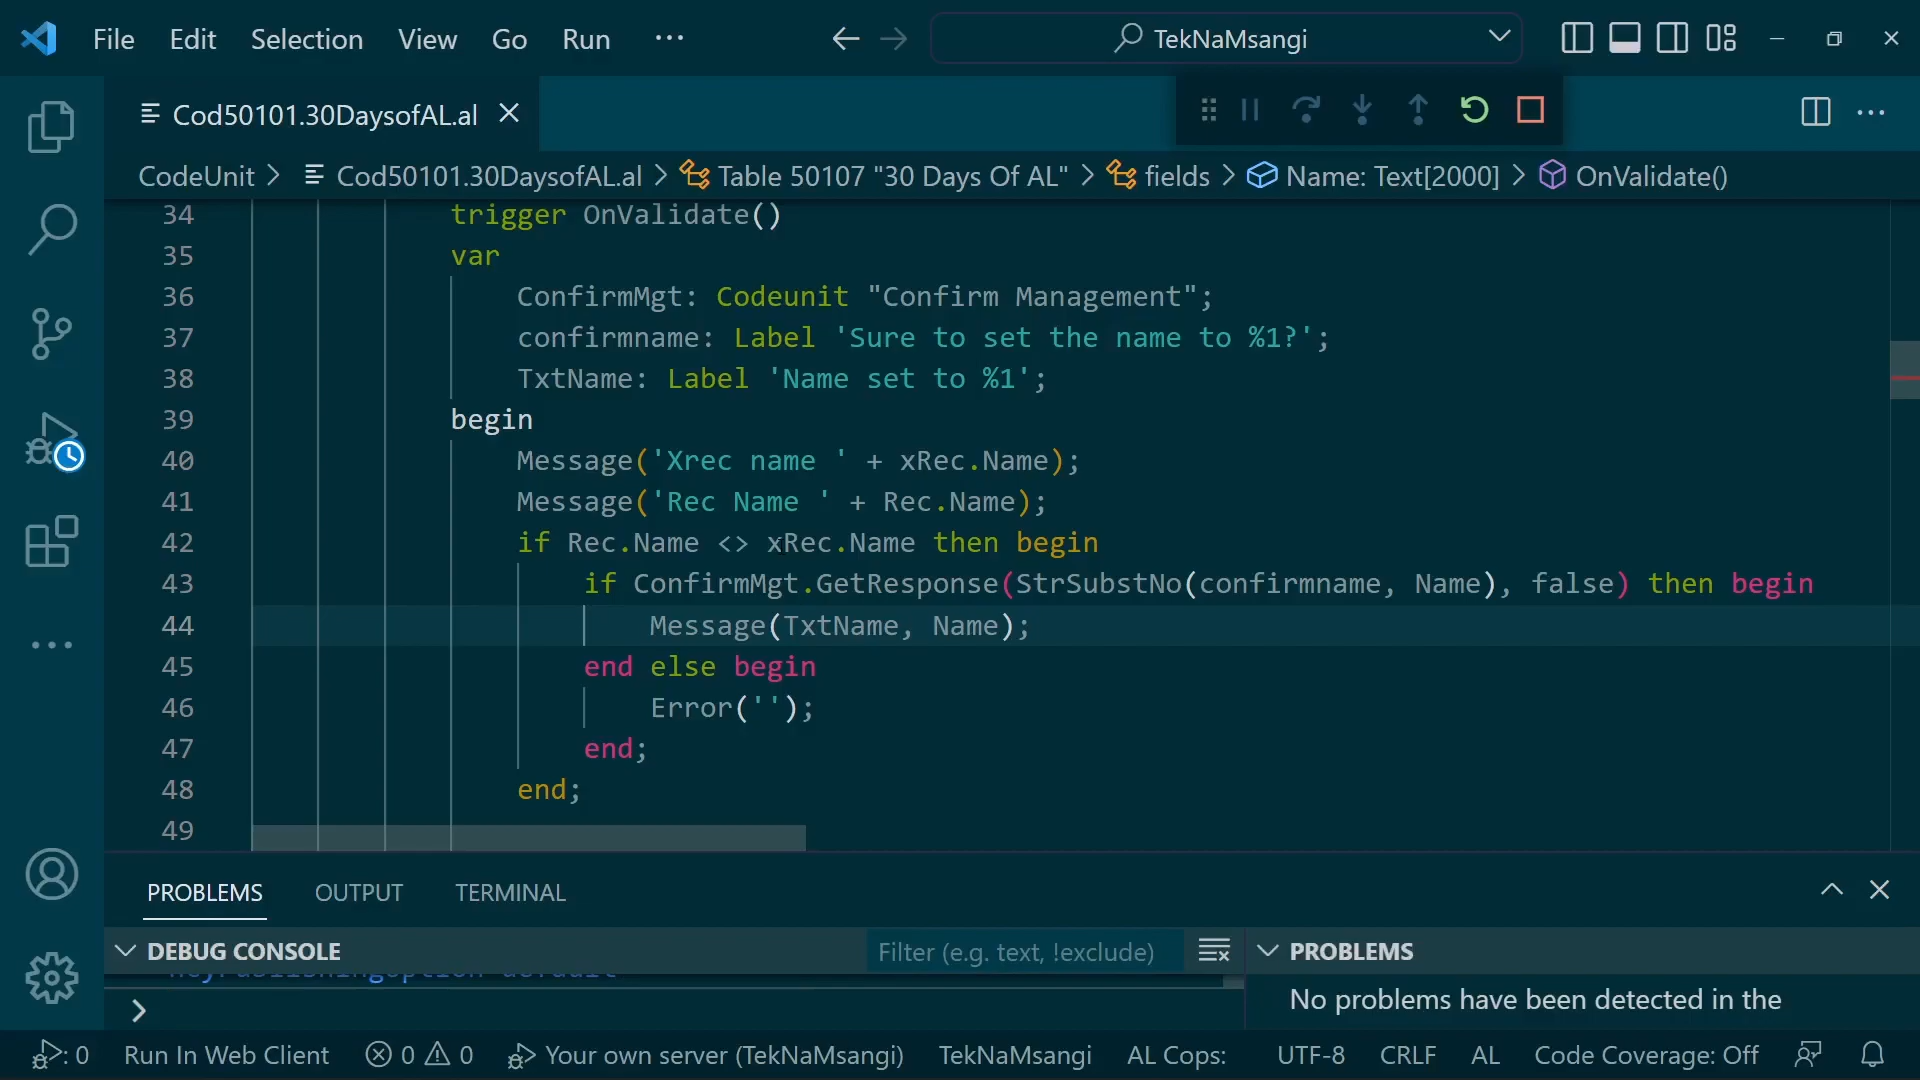 File Edit Selection View Go Run ···
TekNaMsangi
Cod50101.30DaysofAL.al
CodeUnit > Cod50101.30DaysofAL.al > Table 50107 "30 Days Of AL" > fields > Name: Text[2000] > OnValidate()
34 trigger OnValidate()
35 var
36 ConfirmMgt: Codeunit "Confirm Management";
37 confirmname: Label 'Sure to set the name to %1?';
38 TxtName: Label 'Name set to %1';
39 begin
40 Message('Xrec name ' + xRec.Name);
41 Message('Rec Name ' + Rec.Name);
42 if Rec.Name <> xRec.Name then begin
43 if ConfirmMgt.GetResponse(StrSubstNo(confirmname, Name), false) then begin
44 Message(TxtName, Name);
45 end else begin
46 Error('');
47 end;
48 end;
49
PROBLEMS OUTPUT TERMINAL
DEBUG CONSOLE Filter (e.g. text, !exclude) PROBLEMS
No problems have been detected in the
: 0 Run In Web Client 0 0 Your own server (TekNaMsangi) TekNaMsangi AL Cops: UTF-8 CRLF AL Code Coverage: Off